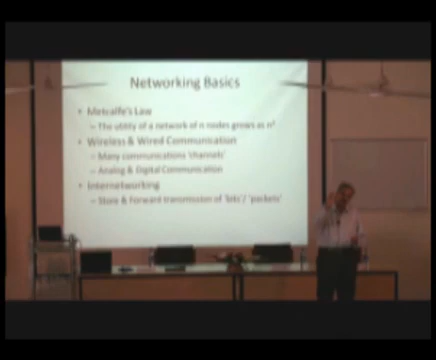 Networking Basics
• Metcalfe's Law
– The utility of a network of n nodes grows as n²
• Wireless & Wired Communication
– Many communications 'channels'
– Analog & Digital Communication
• Internetworking
– Store & Forward transmission of 'bits'/ 'packets'